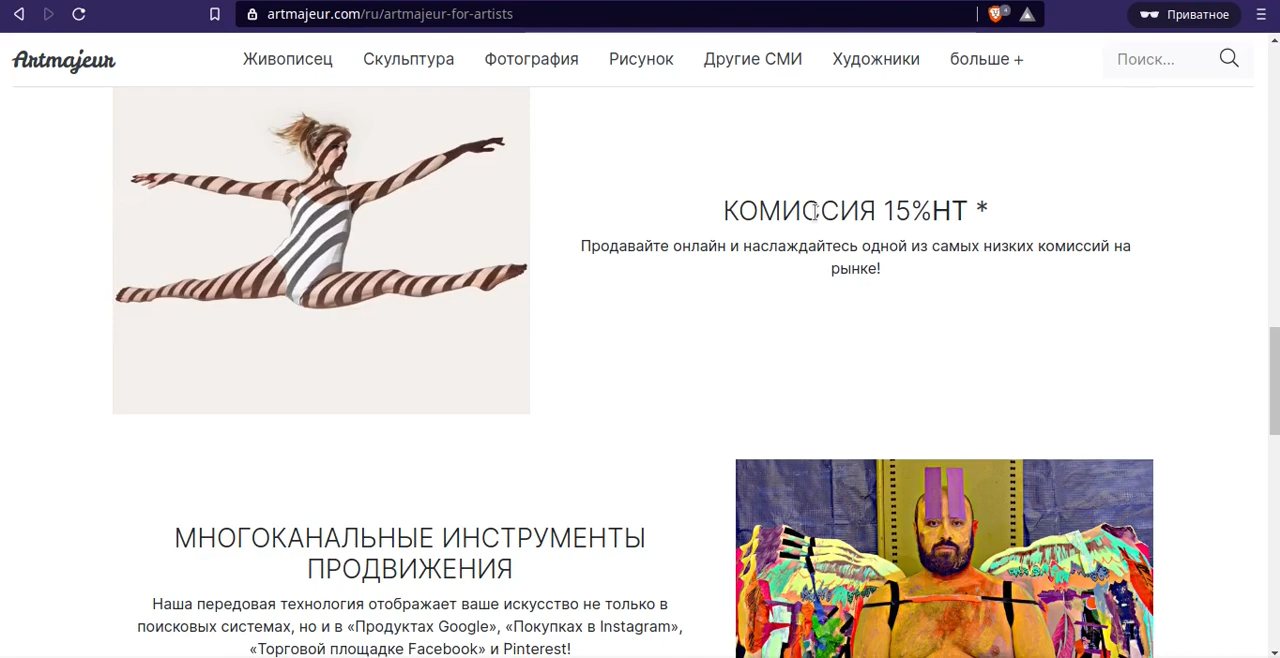 artmajeur.com/ru/artmajeur-for-artists
4
Приватное
Artmajeur
Живописец Скульптура Фотография Рисунок Другие СМИ Художники больше +
Поиск...
КОМИССИЯ 15%НТ *
Продавайте онлайн и наслаждайтесь одной из самых низких комиссий на
рынке!
МНОГОКАНАЛЬНЫЕ ИНСТРУМЕНТЫ
ПРОДВИЖЕНИЯ
Наша передовая технология отображает ваше искусство не только в
поисковых системах, но и в «Продуктах Google», «Покупках в Instagram»,
«Торговой площадке Facebook» и Pinterest!